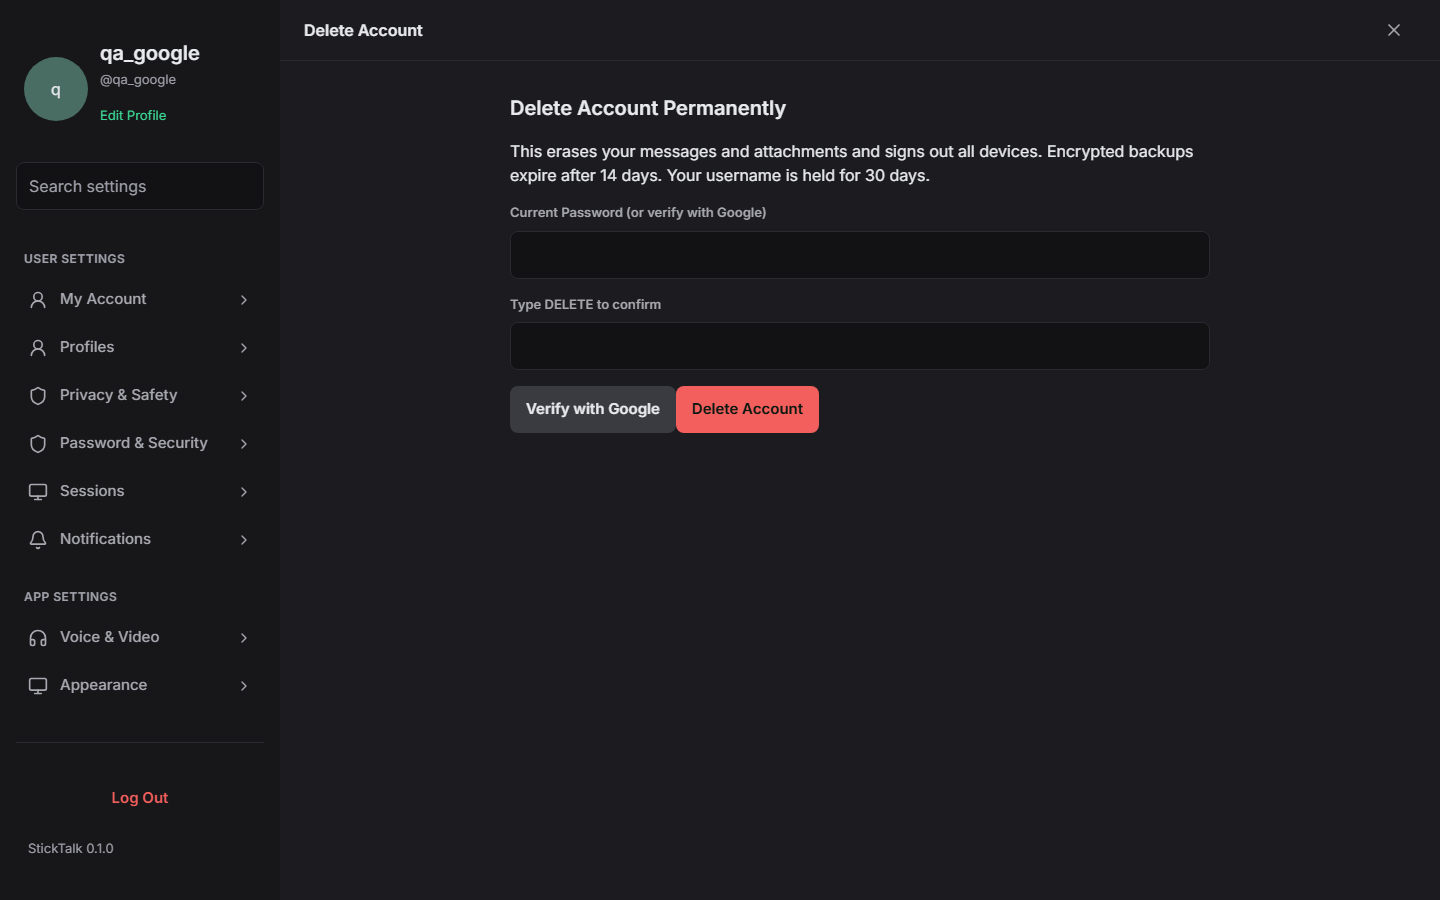 qa_google
@qa_google
Edit Profile
q
Search settings
USER SETTINGS
My Account
Profiles
Privacy & Safety
Password & Security
Sessions
Notifications
APP SETTINGS
Voice & Video
Appearance
Log Out
StickTalk 0.1.0
Delete Account
Delete Account Permanently
This erases your messages and attachments and signs out all devices. Encrypted backups
expire after 14 days. Your username is held for 30 days.
Current Password (or verify with Google)
Type DELETE to confirm
Verify with Google
Delete Account